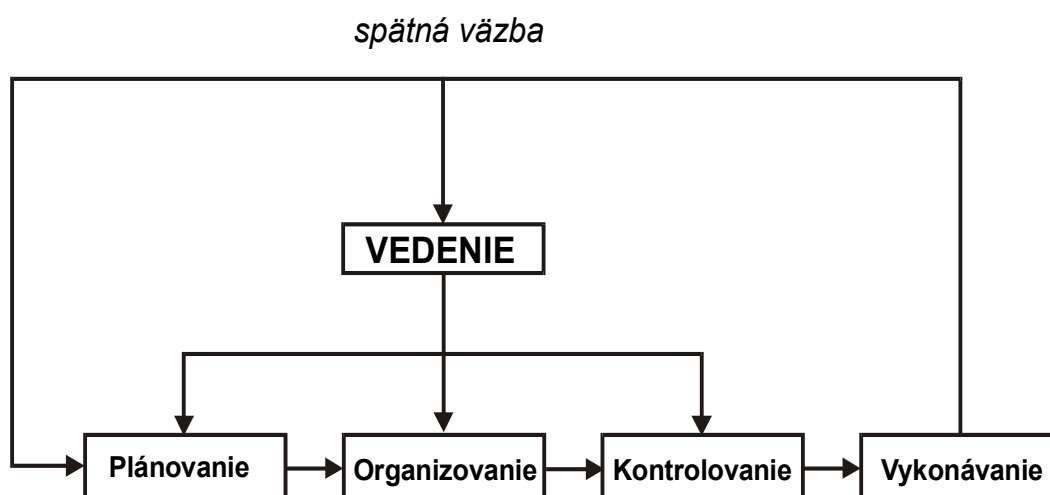 spätná väzba
VEDENIE
Plánovanie
Organizovanie
Kontrolovanie
Vykonávanie